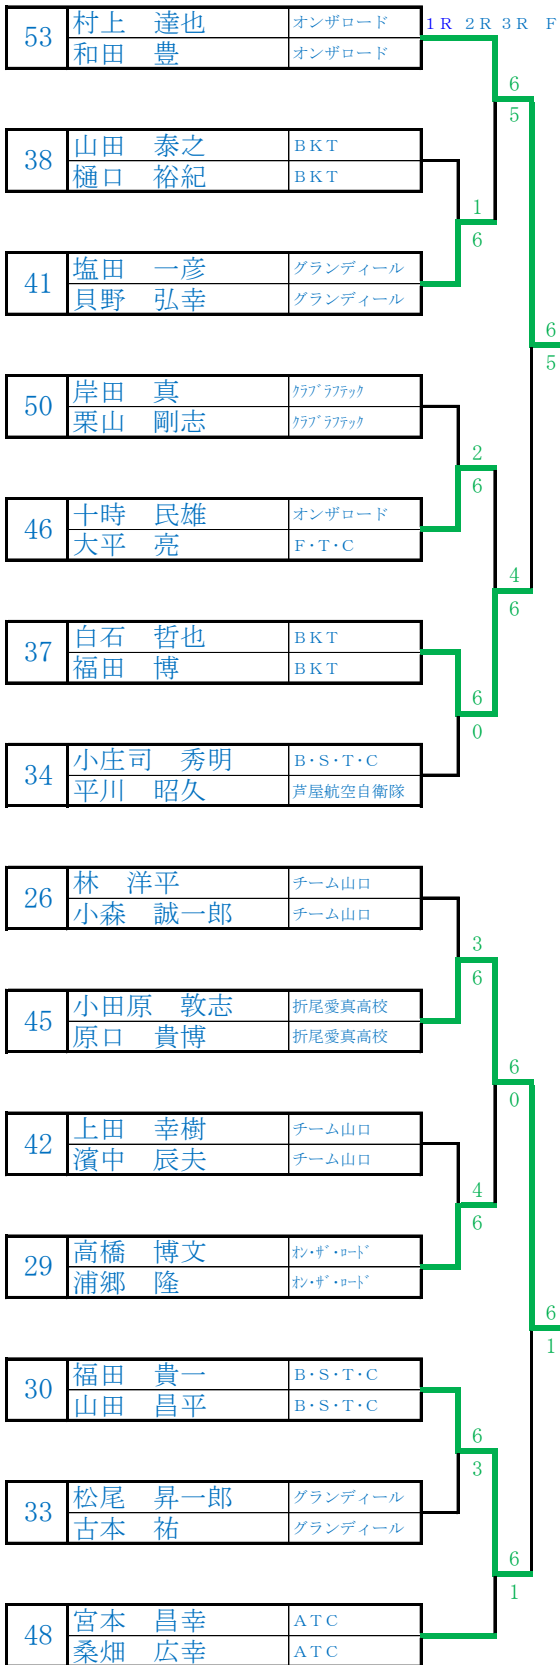 1R 2R 3R F
53 村上 達也 オンザロード
和田 豊 オンザロード
6
5
38 山田 泰之 BKT
樋口 裕紀 BKT
1
6
41 塩田 一彦 グランディール
貝野 弘幸 グランディール
6
5
50 岸田 真 クラブラフテック
栗山 剛志 クラブラフテック
2
6
46 十時 民雄 オンザロード
大平 亮 F・T・C
4
6
37 白石 哲也 BKT
福田 博 BKT
6
0
34 小庄司 秀明 B・S・T・C
平川 昭久 芦屋航空自衛隊
26 林 洋平 チーム山口
小森 誠一郎 チーム山口
3
6
45 小田原 敦志 折尾愛真高校
原口 貴博 折尾愛真高校
6
0
42 上田 幸樹 チーム山口
濱中 辰夫 チーム山口
4
6
29 高橋 博文 オン・ザ・ロード
浦郷 隆 オン・ザ・ロード
6
1
30 福田 貴一 B・S・T・C
山田 昌平 B・S・T・C
6
3
33 松尾 昇一郎 グランディール
古本 祐 グランディール
6
1
48 宮本 昌幸 ATC
桑畑 広幸 ATC